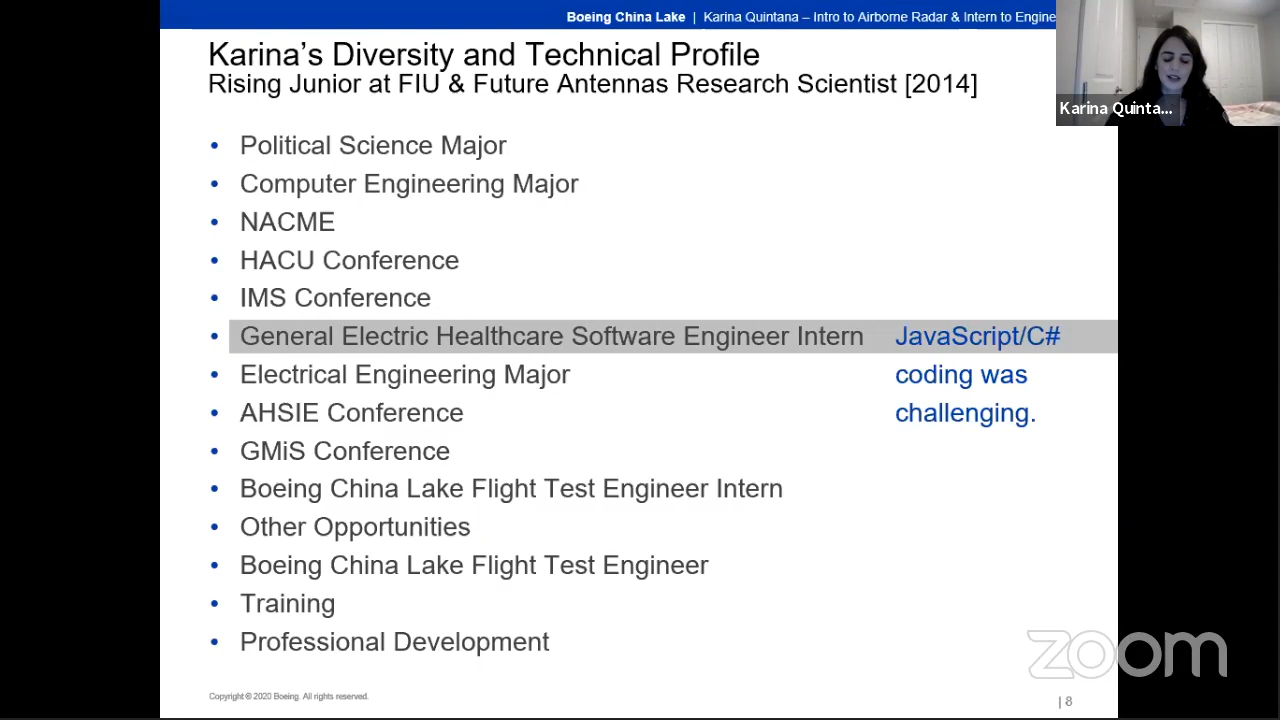 Boeing China Lake | Karina Quintana – Intro to Airborne Radar & Intern to Engine
Karina's Diversity and Technical Profile
Rising Junior at FIU & Future Antennas Research Scientist [2014]
Karina Quinta...
• Political Science Major
• Computer Engineering Major
• NACME
• HACU Conference
• IMS Conference
• General Electric Healthcare Software Engineer Intern JavaScript/C#
• Electrical Engineering Major coding was
• AHSIE Conference challenging.
• GMiS Conference
• Boeing China Lake Flight Test Engineer Intern
• Other Opportunities
• Boeing China Lake Flight Test Engineer
• Training
• Professional Development
zoom
Copyright © 2020 Boeing. All rights reserved.
| 8